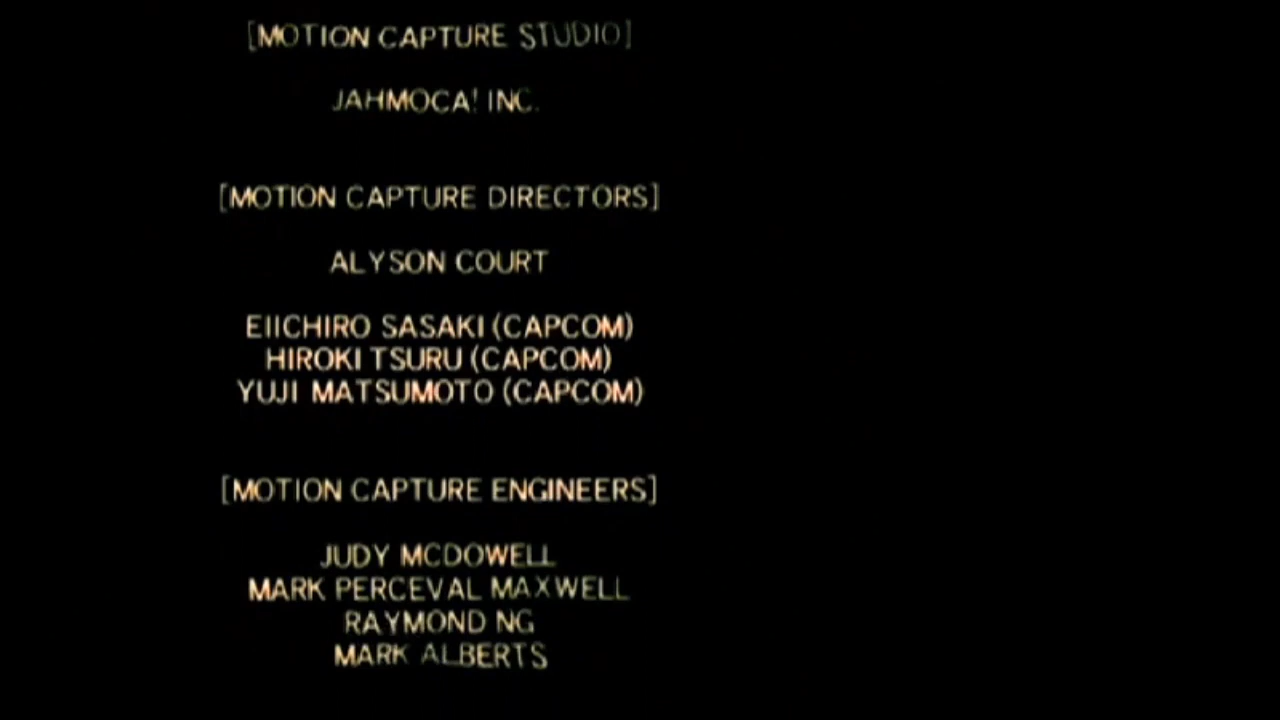 [MOTION CAPTURE STUDIO]
JAHMOCA! INC.
[MOTION CAPTURE DIRECTORS]
ALYSON COURT
EIICHIRO SASAKI (CAPCOM)
HIROKI TSURU (CAPCOM)
YUJI MATSUMOTO (CAPCOM)
[MOTION CAPTURE ENGINEERS]
JUDY MCDOWELL
MARK PERCEVAL MAXWELL
RAYMOND NG
MARK ALBERTS